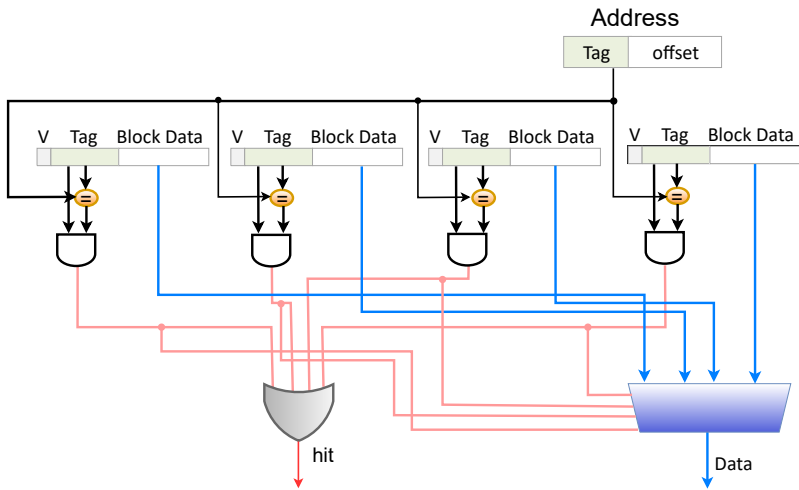 Address
Tag offset
V Tag Block Data V Tag Block Data V Tag Block Data V Tag Block Data
= = = =
hit
Data